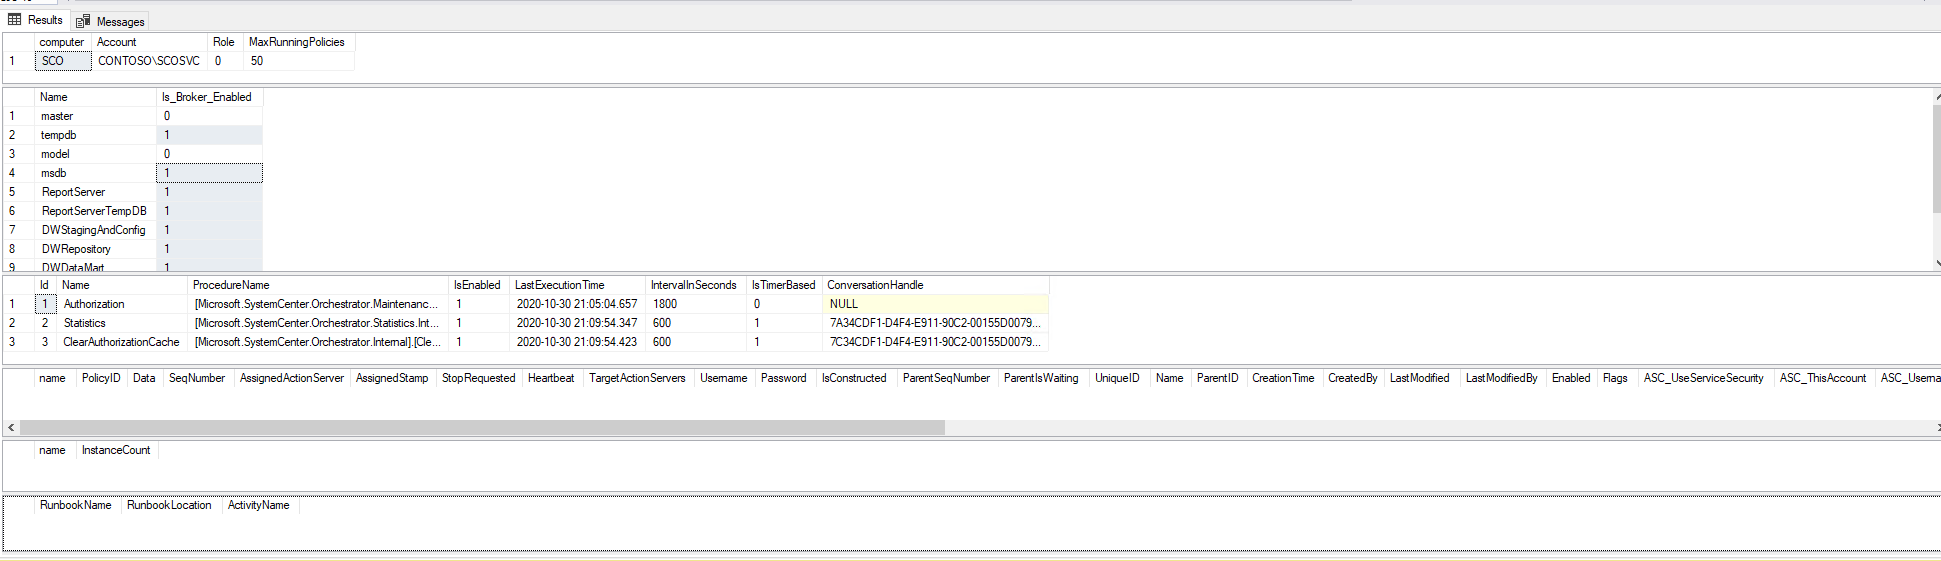 Results Messages
computer Account Role MaxRunningPolicies
1 SCO CONTOSO\SCOSVC 0 50
Name Is_Broker_Enabled
1 master 0
2 tempdb 1
3 model 0
4 msdb 1
5 ReportServer 1
6 ReportServerTempDB 1
7 DWStagingAndConfig 1
8 DWRepository 1
9 DWDataMart 1
Id Name ProcedureName IsEnabled LastExecutionTime IntervalInSeconds IsTimerBased ConversationHandle
1 1 Authorization [Microsoft.SystemCenter.Orchestrator.Maintenanc... 1 2020-10-30 21:05:04.657 1800 0 NULL
2 2 Statistics [Microsoft.SystemCenter.Orchestrator.Statistics.Int... 1 2020-10-30 21:09:54.347 600 1 7A34CDF1-D4F4-E911-90C2-00155D0079...
3 3 ClearAuthorizationCache [Microsoft.SystemCenter.Orchestrator.Internal].[Cle... 1 2020-10-30 21:09:54.423 600 1 7C34CDF1-D4F4-E911-90C2-00155D0079...
name PolicyID Data SeqNumber AssignedActionServer AssignedStamp StopRequested Heartbeat TargetActionServers Username Password IsConstructed ParentSeqNumber ParentIsWaiting UniqueID Name ParentID CreationTime CreatedBy LastModified LastModifiedBy Enabled Flags ASC_UseServiceSecurity ASC_ThisAccount ASC_Userna
name InstanceCount
RunbookName RunbookLocation ActivityName